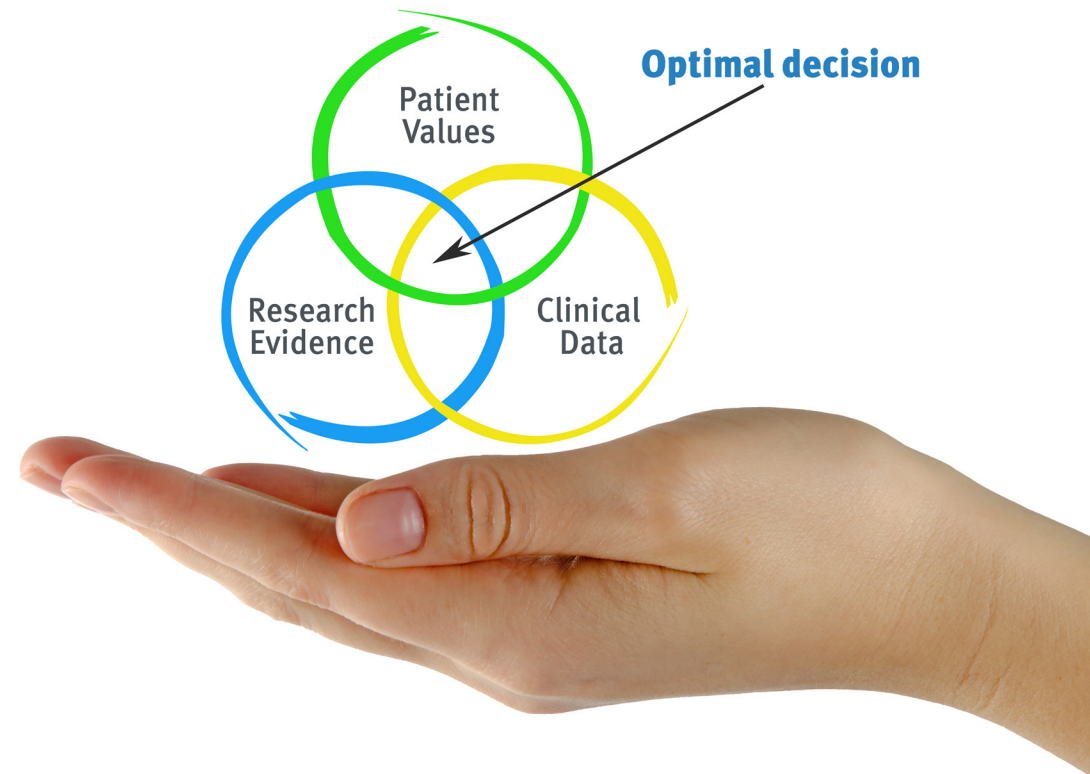 Optimal decision
Patient
Values
Research
Evidence
Clinical
Data